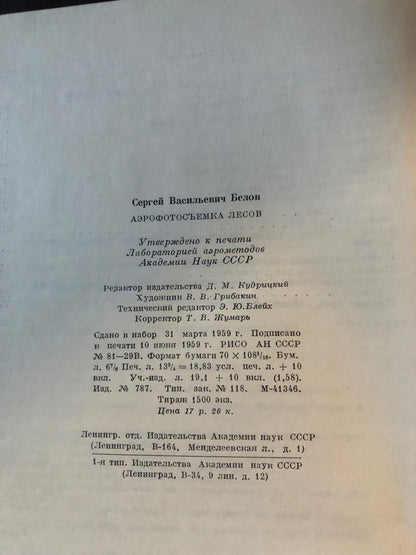 Сергей Васильевич Белов
АЭРОФОТОСЪЕМКА ЛЕСОВ
Утверждено к печати
Лабораторией аэрометодов
Академии Наук СССР
Редактор издательства Д. М. Кудрицкий
Художник В. В. Грибакин
Технический редактор Э. Ю. Блейх
Корректор Т. В. Жумарь
Сдано в набор 31 марта 1959 г. Подписано
к печати 10 июня 1959 г. РИСО АН СССР
№ 81-29В. Формат бумаги 70 × 108¹/₁₆. Бум.
л. 6⁷/₈ Печ. л. 13³/₄ = 18,83 усл. печ. л. + 10
вкл. Уч.-изд. л. 19,1 + 10 вкл. (1,58).
Изд. № 787. Тип. зак. № 118. М-41346.
Тираж 1500 экз.
Цена 17 р. 20 к.
Ленингр. отд. Издательства Академии наук СССР
(Ленинград, В-164, Менделеевская л., д. 1)
1-я тип. Издательства Академии наук СССР
(Ленинград, В-34, 9 лин. д. 12)